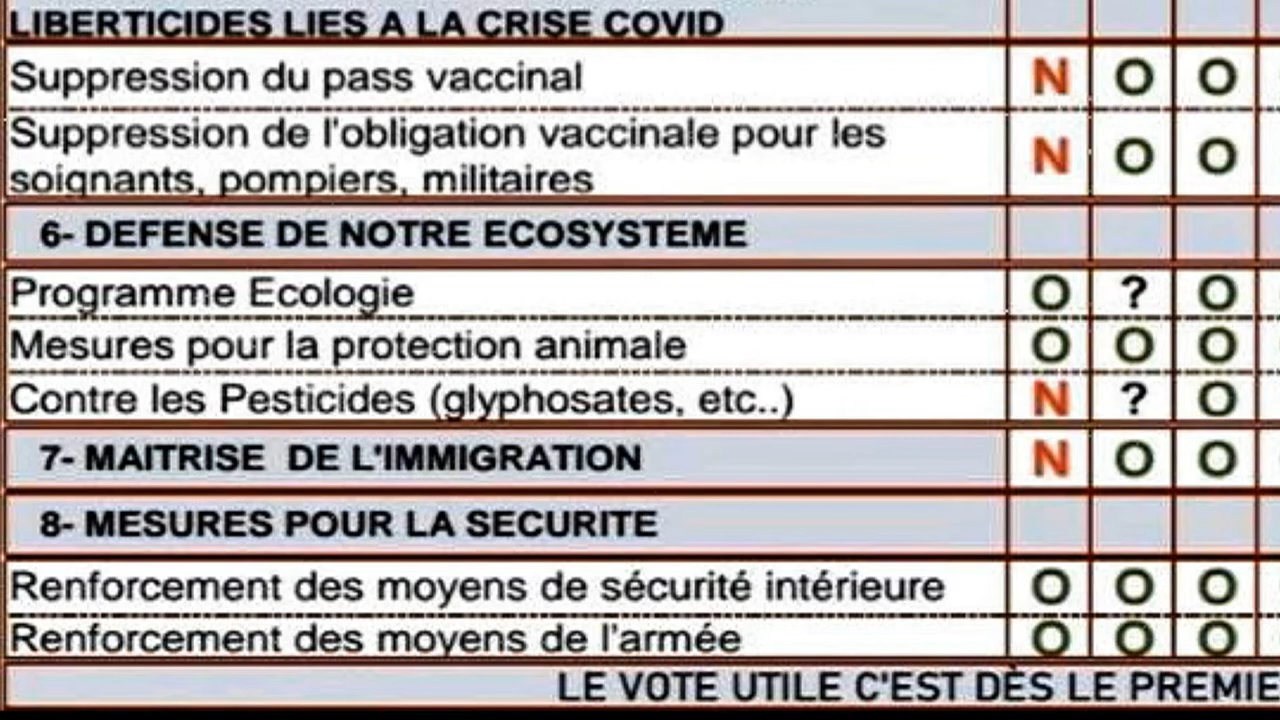 LIBERTICIDES LIES A LA CRISE COVID
Suppression du pass vaccinal N O O
Suppression de l'obligation vaccinale pour les
soignants, pompiers, militaires N O O
6- DEFENSE DE NOTRE ECOSYSTEME
Programme Ecologie O ? O
Mesures pour la protection animale O O O
Contre les Pesticides (glyphosates, etc..) N ? O
7- MAITRISE DE L'IMMIGRATION N O O
8- MESURES POUR LA SECURITE
Renforcement des moyens de sécurité intérieure O O O
Renforcement des moyens de l'armée O O O
LE VOTE UTILE C'EST DÈS LE PREMIE